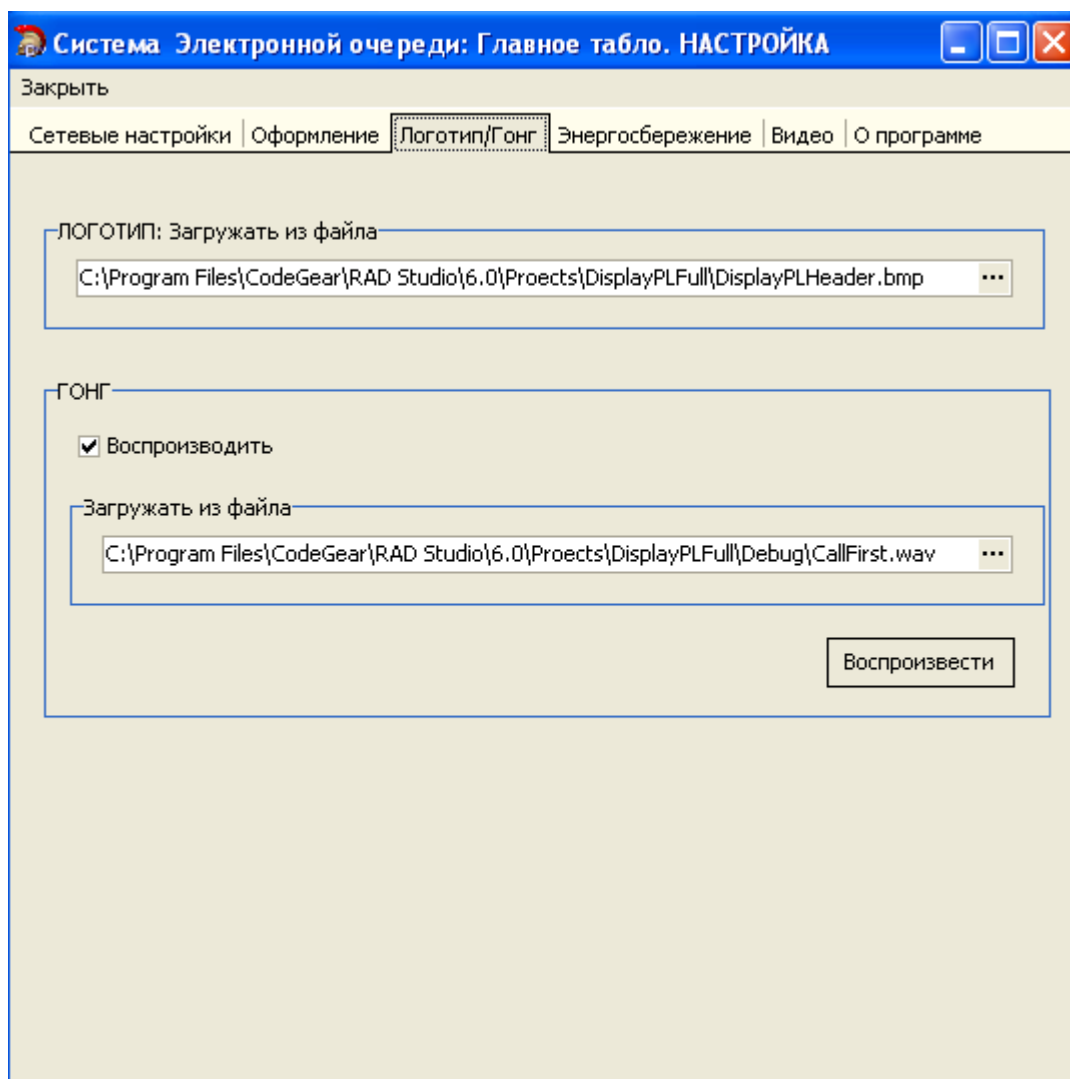 Система Электронной очереди: Главное табло. НАСТРОЙКА
Закрыть
Сетевые настройки Оформление Логотип/Гонг Энергосбережение Видео О программе
ЛОГОТИП: Загружать из файла
C:\Program Files\CodeGear\RAD Studio\6.0\Proects\DisplayPLFull\DisplayPLHeader.bmp ...
ГОНГ
Воспроизводить
Загружать из файла
C:\Program Files\CodeGear\RAD Studio\6.0\Proects\DisplayPLFull\Debug\CallFirst.wav ...
Воспроизвести